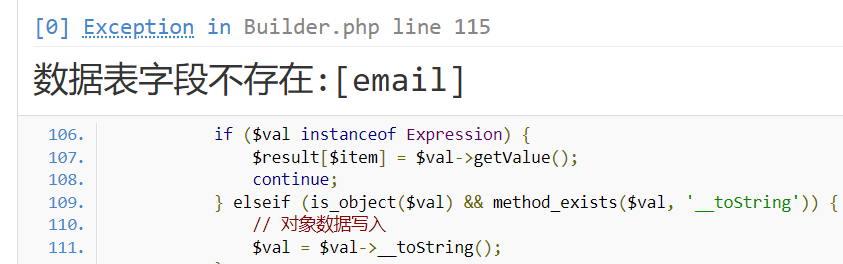 [0] Exception in Builder.php line 115
数据表字段不存在:[email]
106. if ($val instanceof Expression) {
107. $result[$item] = $val->getValue();
108. continue;
109. } elseif (is_object($val) && method_exists($val, '__toString')) {
110. // 对象数据写入
111. $val = $val->__toString();